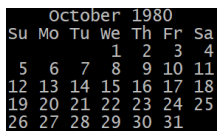 October 1980
Su Mo Tu We Th Fr Sa
1 2 3 4
5 6 7 8 9 10 11
12 13 14 15 16 17 18
19 20 21 22 23 24 25
26 27 28 29 30 31